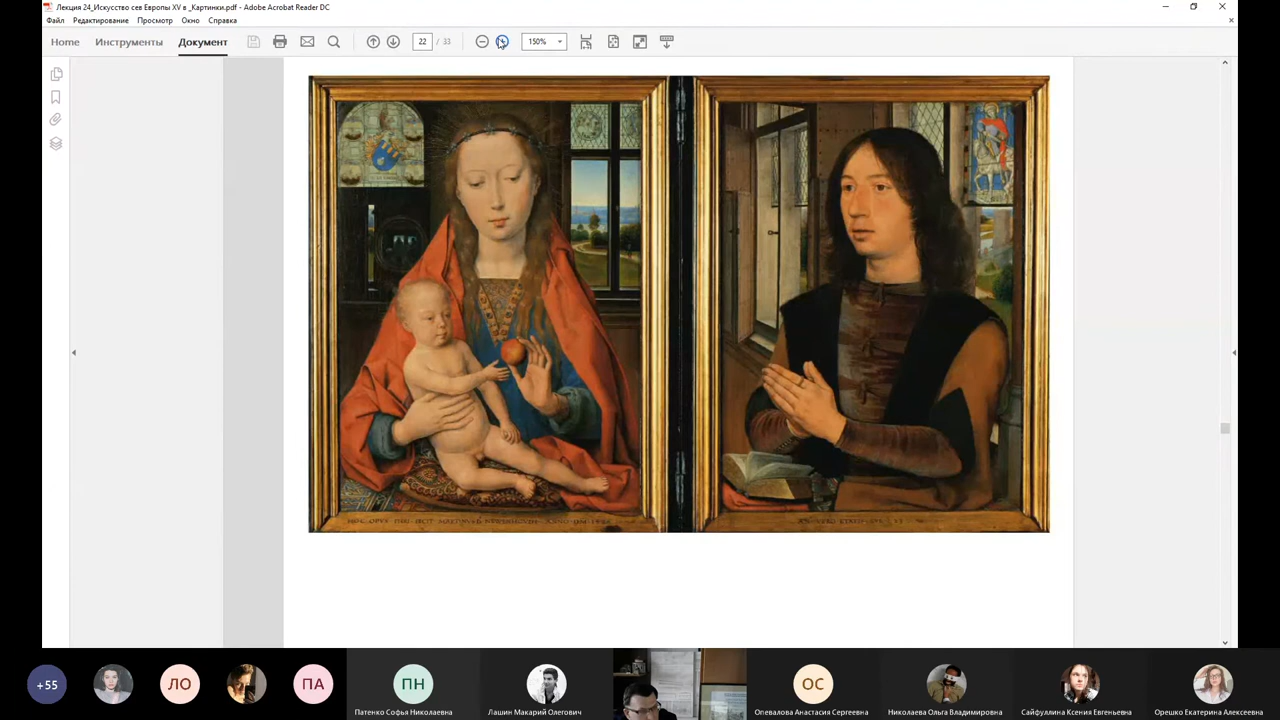 Лекция 24_Искусство сев Европы XV в _Картинки.pdf - Adobe Acrobat Reader DC
Файл Редактирование Просмотр Окно Справка
Home Инструменты Документ 22 / 33 150%
+55 ЛО ПА ПН ОС
Патенко Софья Николаевна Лашин Макарий Олегович Опевалова Анастасия Сергеевна Николаева Ольга Владимировна Сайфуллина Ксения Евгеньевна Орешко Екатерина Алексеевна